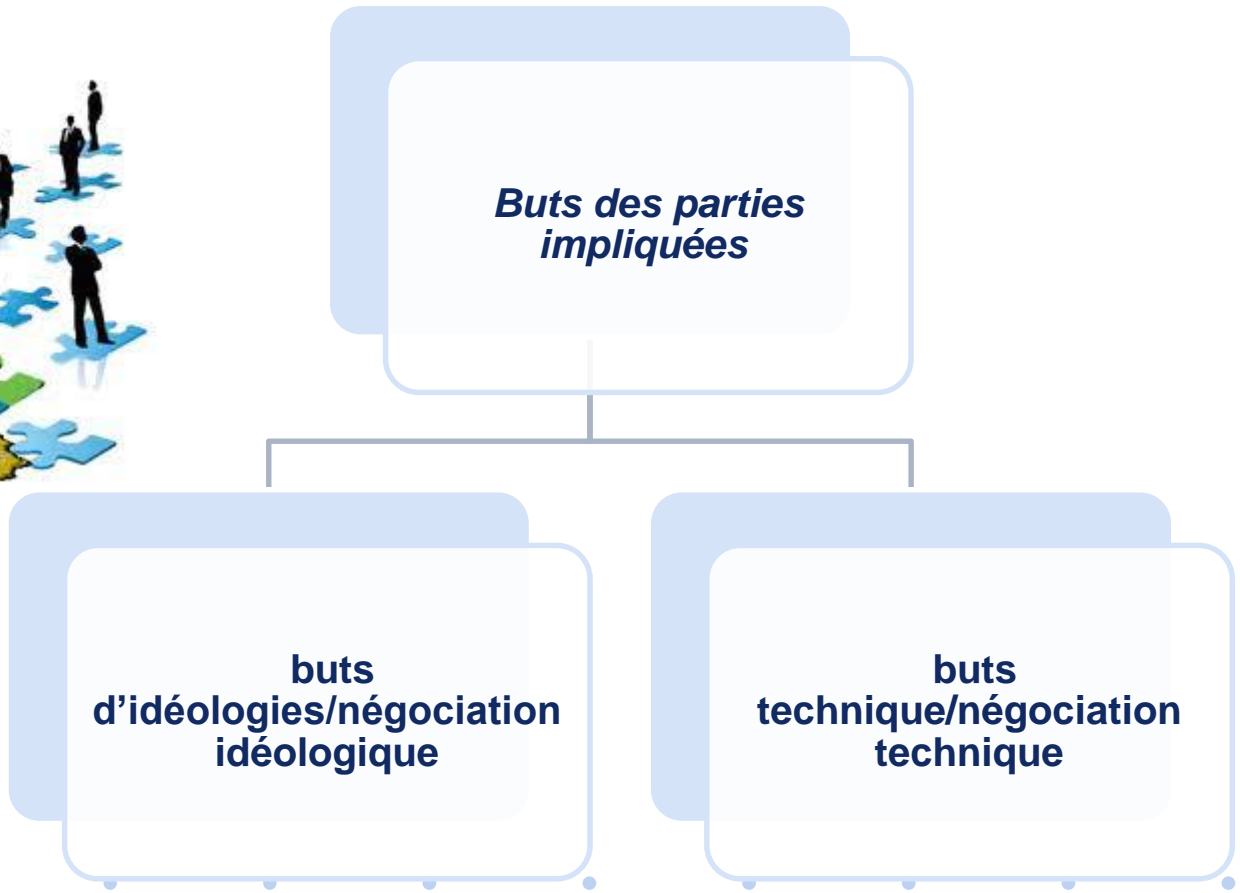 Buts des parties
impliquées
buts
d’idéologies/négociation
idéologique
buts
technique/négociation
technique